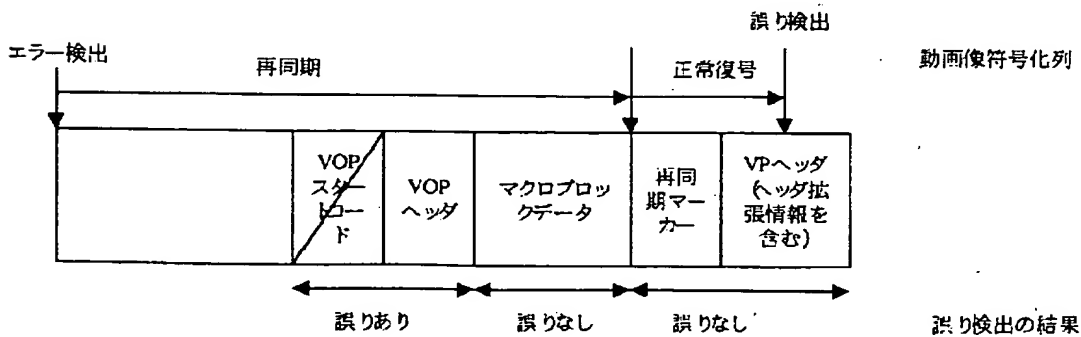 誤り検出
エラー検出
再同期
正常復号
動画像符号化列
VOP
スター
トコー
ド
VOP
ヘッダ
マクロブロッ
クデータ
再同
期マー
カー
VPヘッダ
(ヘッダ拡
張情報を
含む)
誤りあり
誤りなし
誤りなし
誤り検出の結果